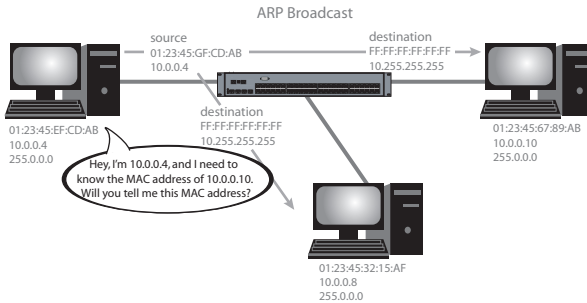 ARP Broadcast
source
01:23:45:GF:CD:AB
10.0.0.4
destination
FF:FF:FF:FF:FF:FF
10.255.255.255
destination
FF:FF:FF:FF:FF:FF
10.255.255.255
01:23:45:EF:CD:AB
10.0.0.4
255.0.0.0
Hey, I'm 10.0.0.4, and I need to
know the MAC address of 10.0.0.10.
Will you tell me this MAC address?
01:23:45:67:89:AB
10.0.0.10
255.0.0.0
01:23:45:32:15:AF
10.0.0.8
255.0.0.0